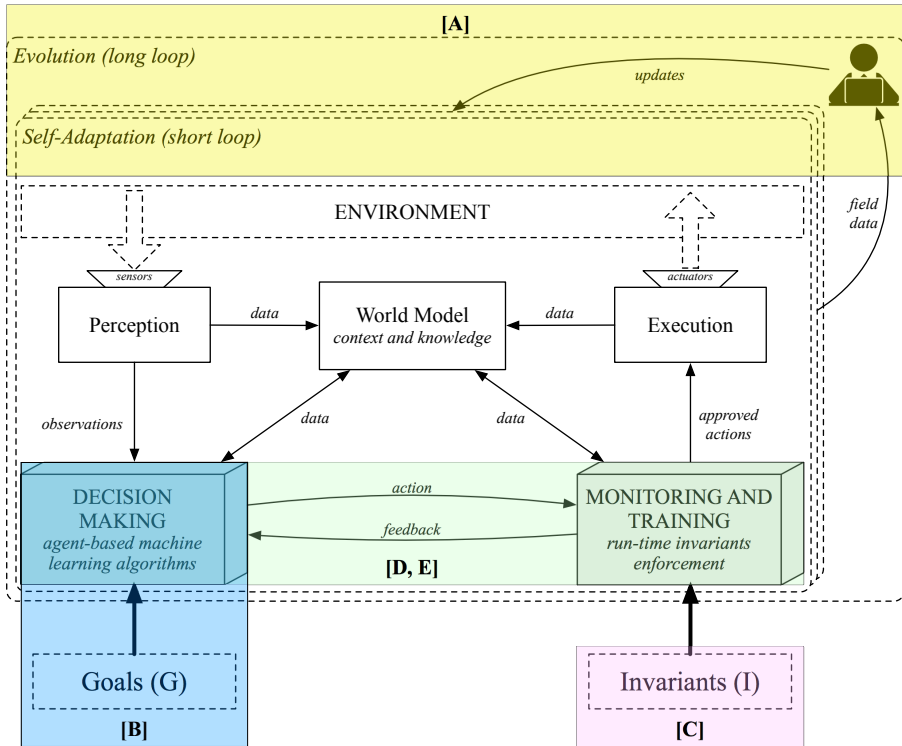 [A]
Evolution (long loop)
updates
Self-Adaptation (short loop)
ENVIRONMENT
field
data
sensors
actuators
Perception
data
World Model
context and knowledge
data
Execution
observations
data
data
approved
actions
DECISION
MAKING
agent-based machine
learning algorithms
action
feedback
[D, E]
MONITORING AND
TRAINING
run-time invariants
enforcement
Goals (G)
[B]
Invariants (I)
[C]